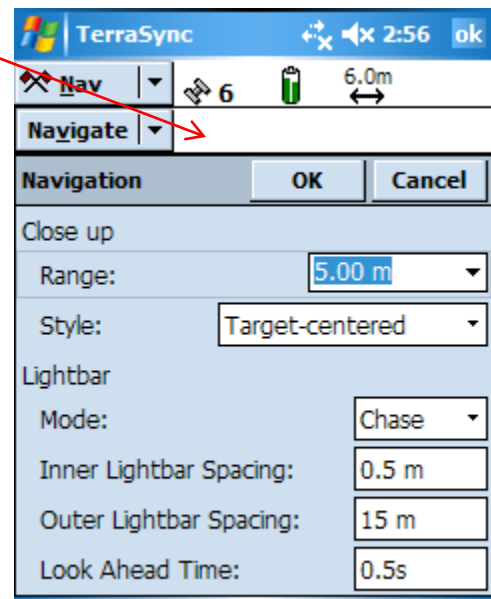 TerraSync 2:56 ok
Nav 6 6.0m
Navigate
Navigation OK Cancel
Close up
Range: 5.00 m
Style: Target-centered
Lightbar
Mode: Chase
Inner Lightbar Spacing: 0.5 m
Outer Lightbar Spacing: 15 m
Look Ahead Time: 0.5s